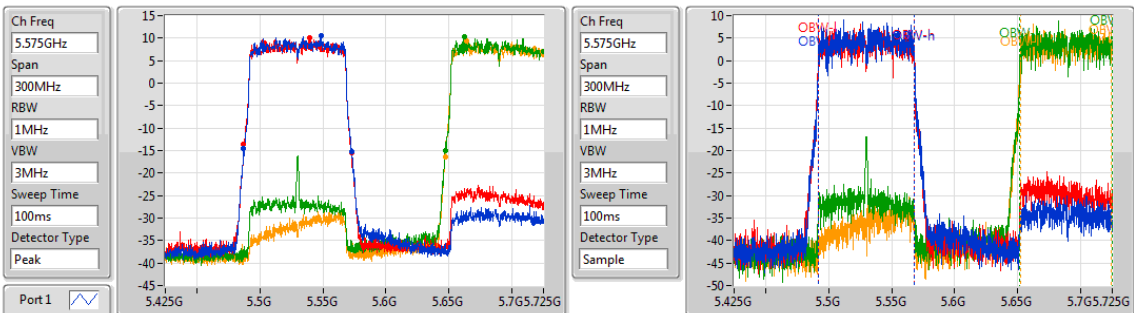 Ch Freq
5.575GHz
Span
300MHz
RBW
1MHz
VBW
3MHz
Sweep Time
100ms
Detector Type
Peak
Port 1
15
10
5
0
-5
-10
-15
-20
-25
-30
-35
-40
-45
5.425G 5.5G 5.55G 5.6G 5.65G 5.7G 5.725G
Ch Freq
5.575GHz
Span
300MHz
RBW
1MHz
VBW
3MHz
Sweep Time
100ms
Detector Type
Sample
10
5
0
-5
-10
-15
-20
-25
-30
-35
-40
-45
-50
OBW-h
5.425G 5.5G 5.55G 5.6G 5.65G 5.7G 5.725G